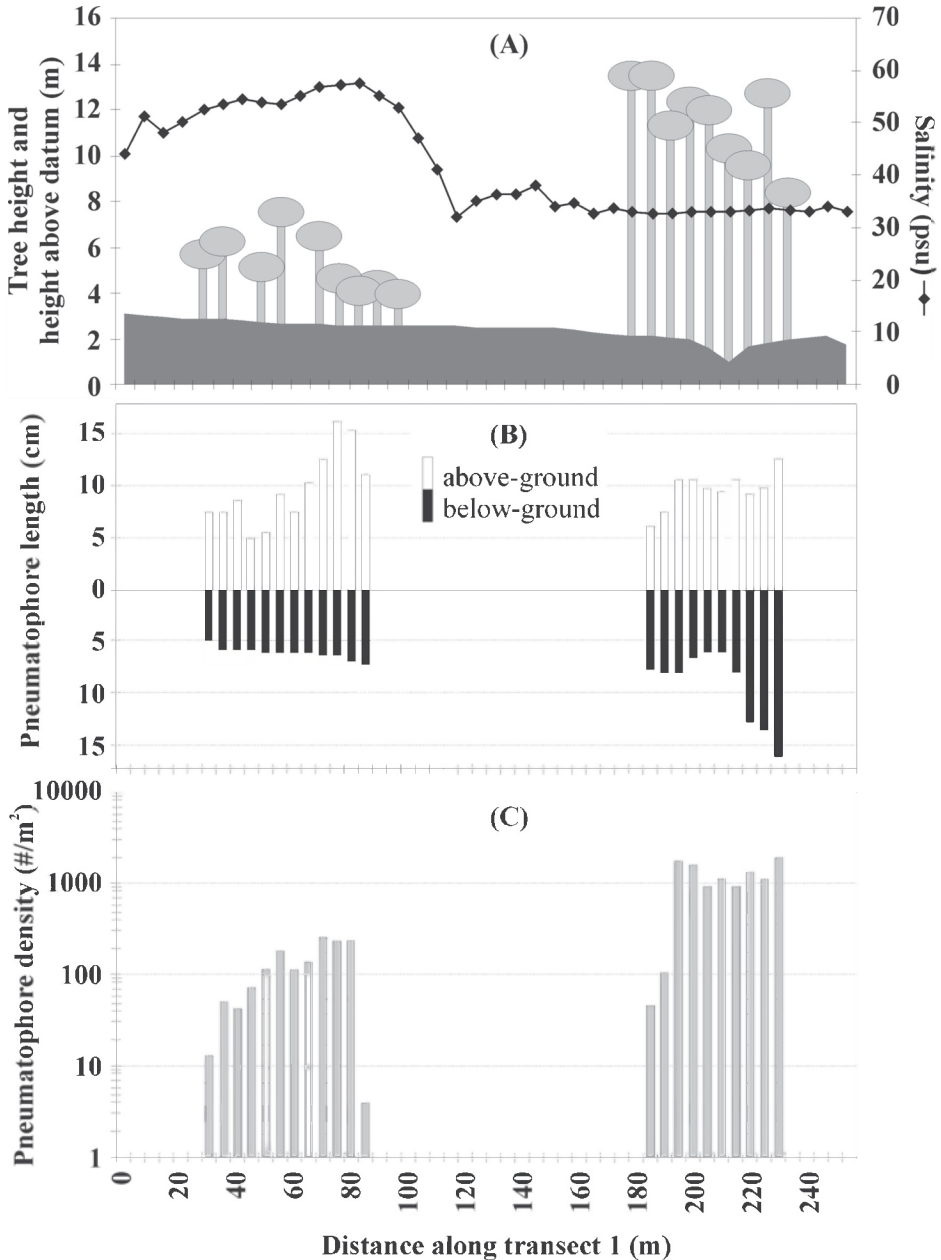 (A)
Tree height and
height above datum (m)
16
14
12
10
8
6
4
2
0
70
60
50
40
30
20
10
0
Salinity (psu)
(B)
above-ground
below-ground
Pneumatophore length (cm)
15
10
5
0
5
10
15
(C)
Pneumatophore density (#/m²)
10000
1000
100
10
1
0 20 40 60 80 100 120 140 160 180 200 220 240
Distance along transect 1 (m)